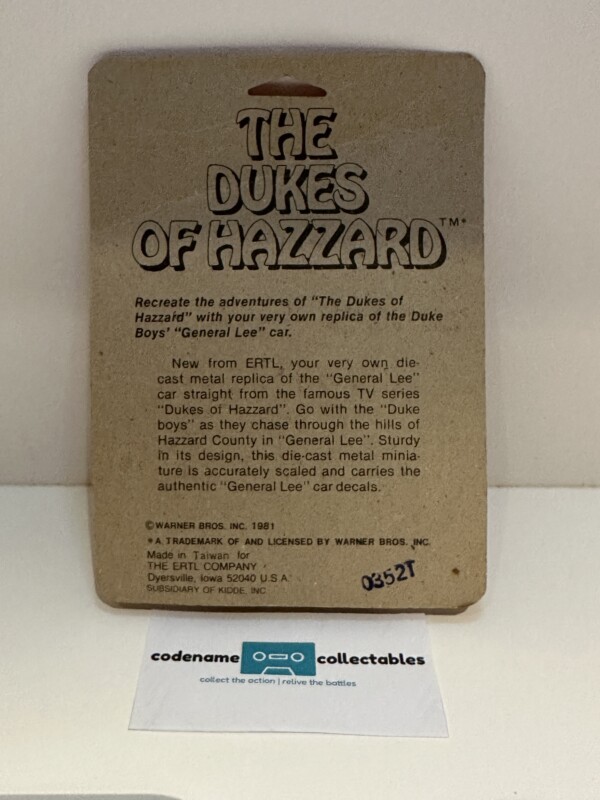 THE
DUKES
OF HAZZARD™*
Recreate the adventures of "The Dukes of
Hazzard" with your very own replica of the Duke
Boys' "General Lee" car.
New from ERTL, your very own die-
cast metal replica of the "General Lee"
car straight from the famous TV series
"Dukes of Hazzard". Go with the "Duke
boys" as they chase through the hills of
Hazzard County in "General Lee". Sturdy
in its design, this die-cast metal minia-
ture is accurately scaled and carries the
authentic "General Lee" car decals.
©WARNER BROS. INC. 1981
*A TRADEMARK OF AND LICENSED BY WARNER BROS. INC.
Made in Taiwan for
THE ERTL COMPANY
Dyersville, Iowa 52040 U.S.A.
SUBSIDIARY OF KIDDE, INC.
0352T
codename collectables
collect the action | relive the battles